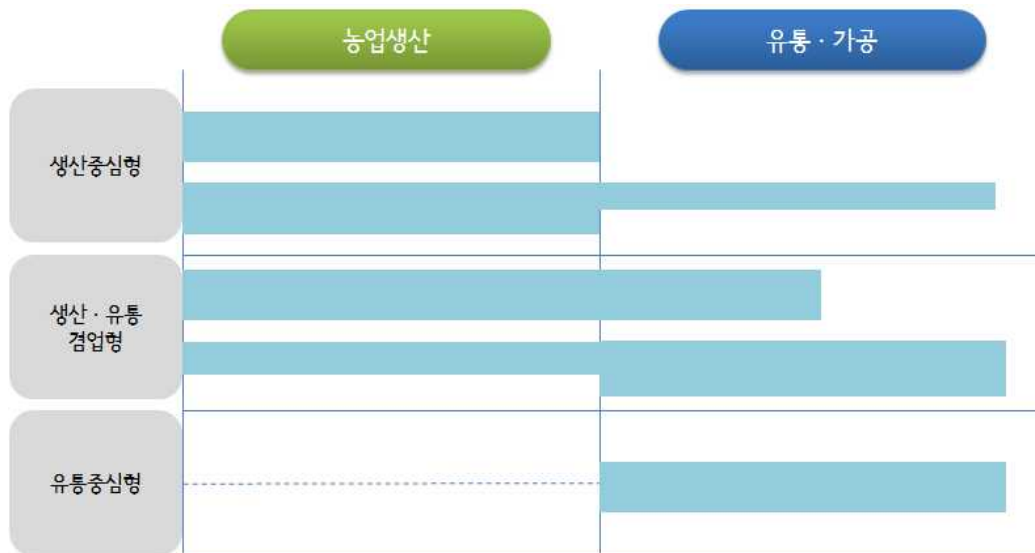 농업생산
유통 · 가공
생산중심형
생산 · 유통
겸업형
유통중심형